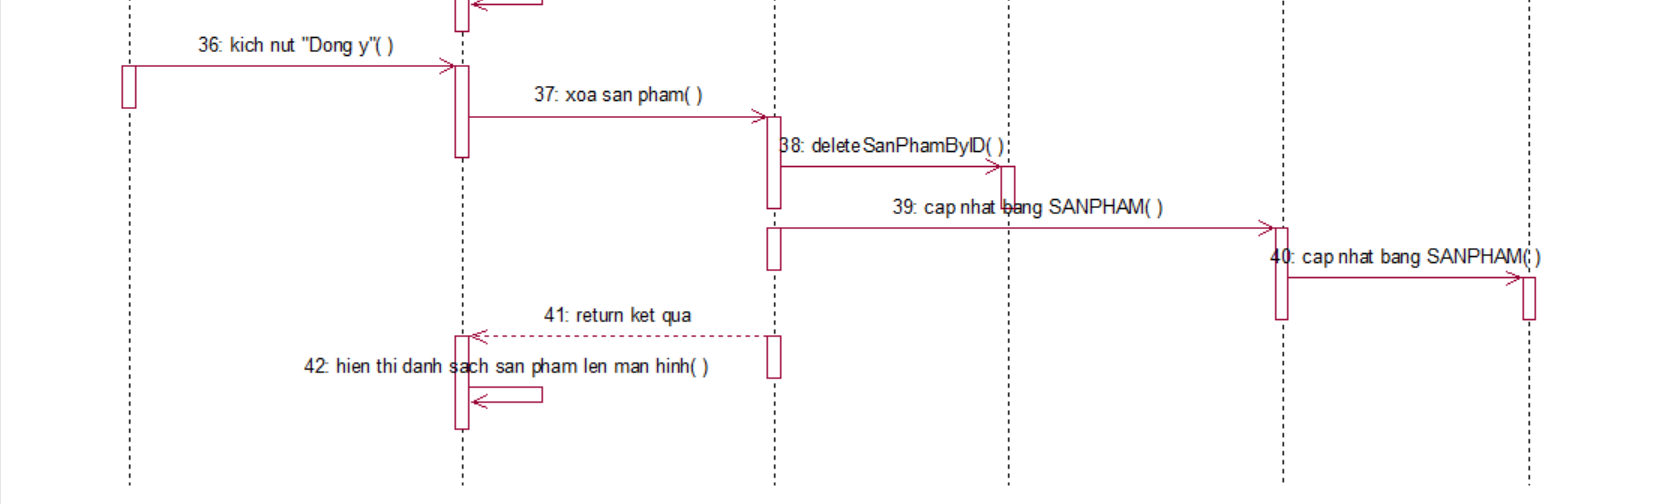 36: kich nut "Dong y"( )
37: xoa san pham( )
38: deleteSanPhamByID( )
39: cap nhat bang SANPHAM( )
40: cap nhat bang SANPHAM( )
41: return ket qua
42: hien thi danh sach san pham len man hinh( )